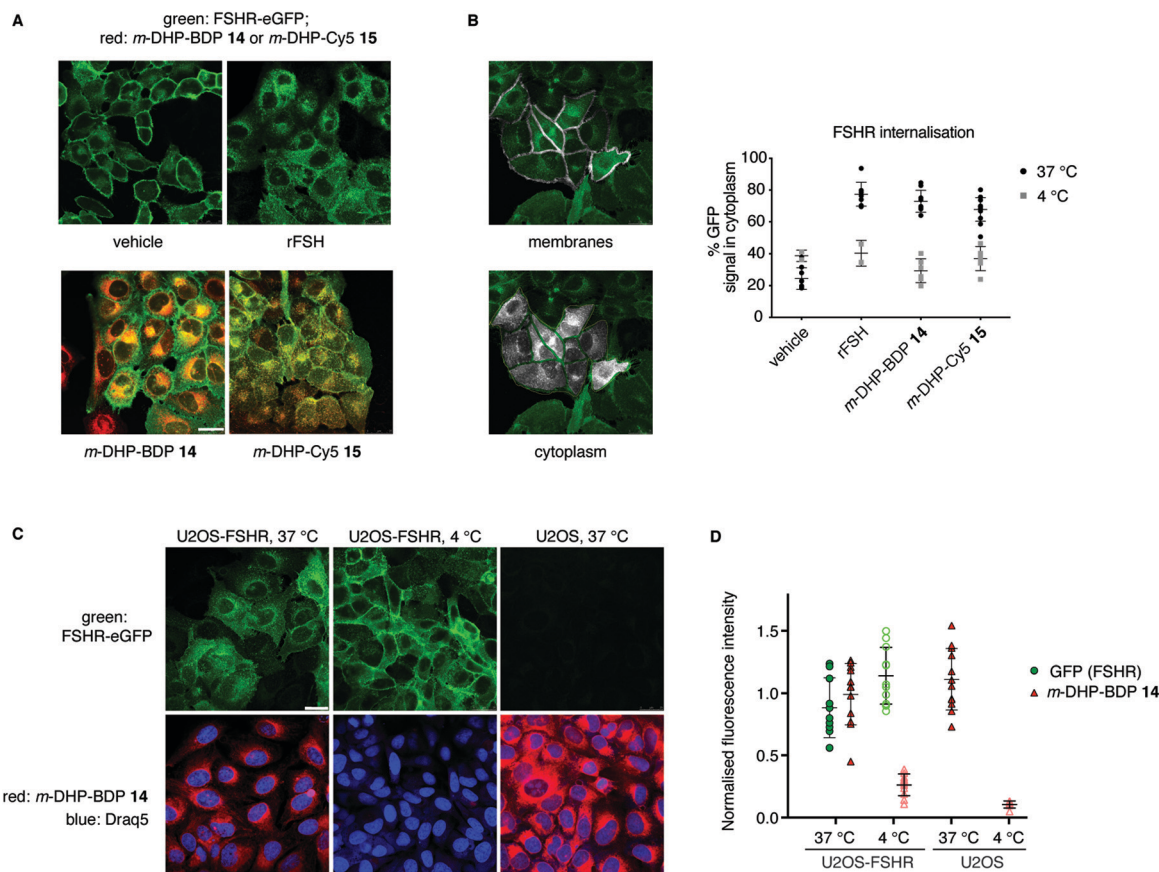 A
green: FSHR-eGFP;
red: m-DHP-BDP 14 or m-DHP-Cy5 15
vehicle
rFSH
m-DHP-BDP 14
m-DHP-Cy5 15
B
membranes
cytoplasm
FSHR internalisation
% GFP
signal in cytoplasm
100
80
60
40
20
0
vehicle
rFSH
m-DHP-BDP 14
m-DHP-Cy5 15
37 °C
4 °C
C
U2OS-FSHR, 37 °C
U2OS-FSHR, 4 °C
U2OS, 37 °C
green:
FSHR-eGFP
red: m-DHP-BDP 14
blue: Draq5
D
Normalised fluorescence intensity
1.5
1.0
0.5
0.0
37 °C
4 °C
37 °C
4 °C
U2OS-FSHR
U2OS
GFP (FSHR)
m-DHP-BDP 14